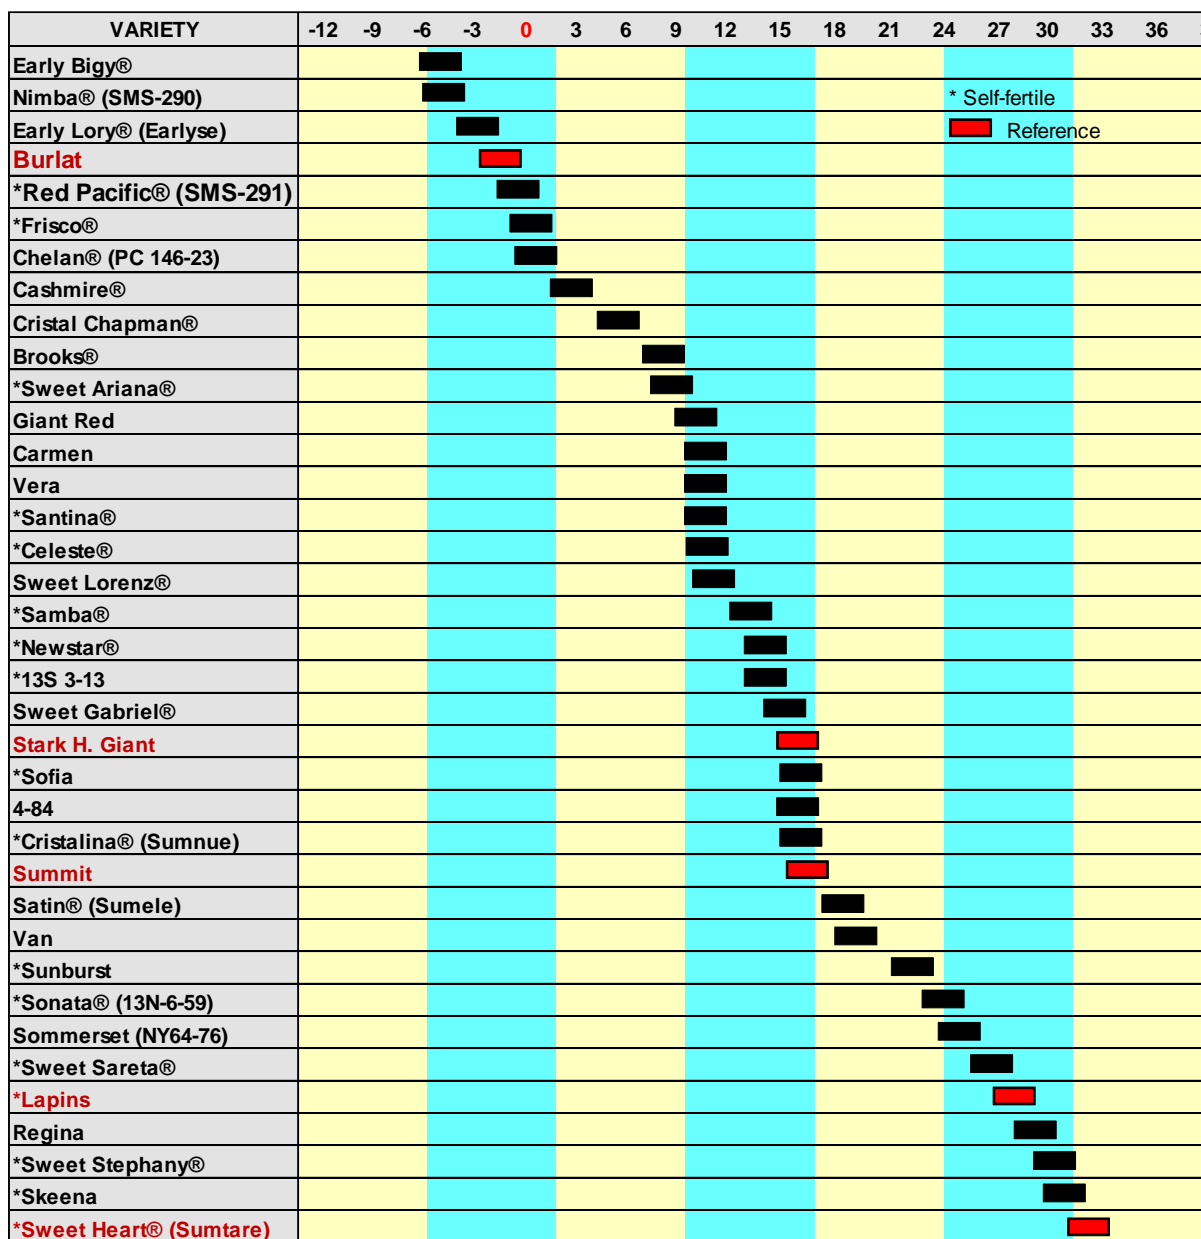 VARIETY -12 -9 -6 -3 0 3 6 9 12 15 18 21 24 27 30 33 36
Early Bigy®
Nimba® (SMS-290)
* Self-fertile
Early Lory® (Earlyse)
Reference
Burlat
*Red Pacific® (SMS-291)
*Frisco®
Chelan® (PC 146-23)
Cashmire®
Cristal Chapman®
Brooks®
*Sweet Ariana®
Giant Red
Carmen
Vera
*Santina®
*Celeste®
Sweet Lorenz®
*Samba®
*Newstar®
*13S 3-13
Sweet Gabriel®
Stark H. Giant
*Sofia
4-84
*Cristalina® (Sumnue)
Summit
Satin® (Sumele)
Van
*Sunburst
*Sonata® (13N-6-59)
Sommerset (NY64-76)
*Sweet Sareta®
*Lapins
Regina
*Sweet Stephany®
*Skeena
*Sweet Heart® (Sumtare)